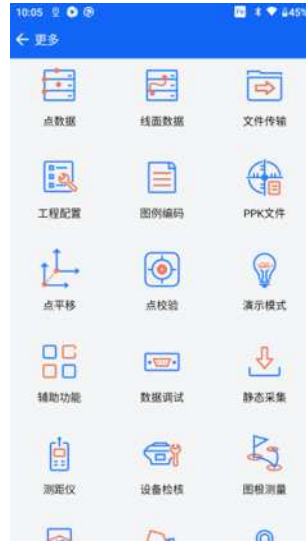 10:05 45%
← 更多
点数据 线面数据 文件传输
工程配置 图例编码 PPK文件
点平移 点校验 演示模式
辅助功能 数据调试 静态采集
测距仪 设备检核 图根测量